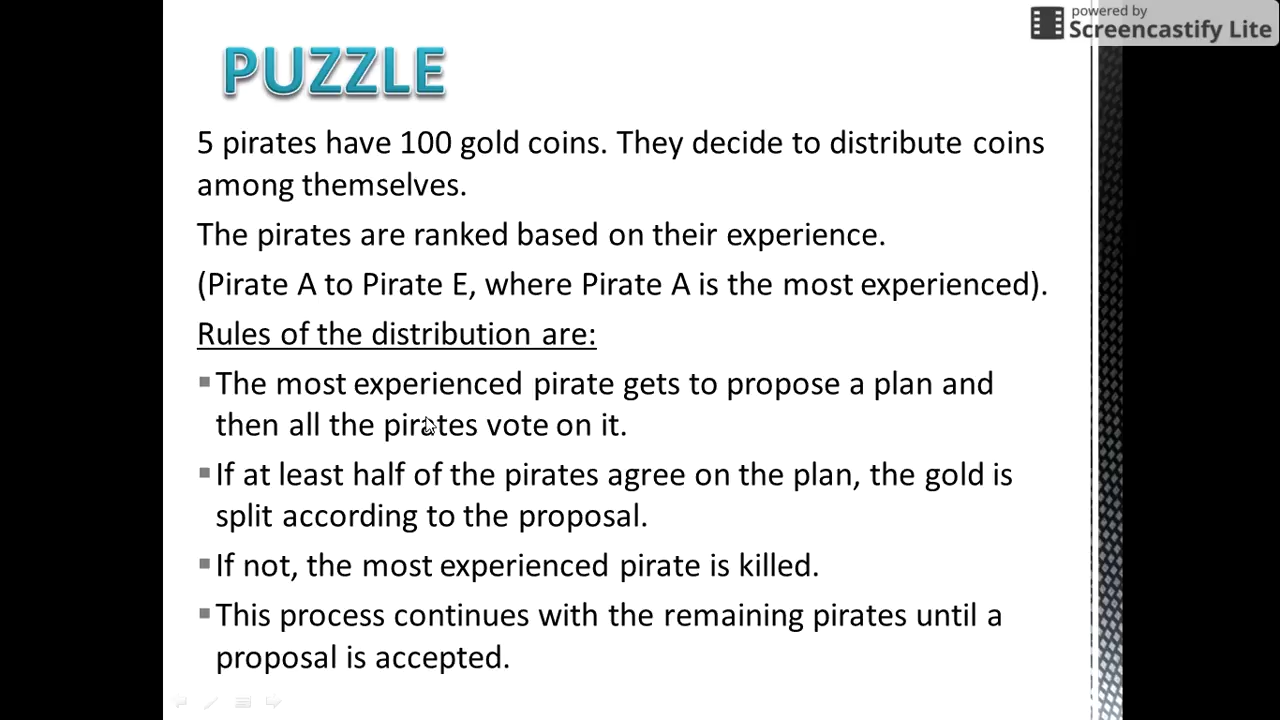 powered by
Screencastify Lite
PUZZLE
5 pirates have 100 gold coins. They decide to distribute coins
among themselves.
The pirates are ranked based on their experience.
(Pirate A to Pirate E, where Pirate A is the most experienced).
Rules of the distribution are:
▪The most experienced pirate gets to propose a plan and
then all the pirates vote on it.
▪If at least half of the pirates agree on the plan, the gold is
split according to the proposal.
▪If not, the most experienced pirate is killed.
▪This process continues with the remaining pirates until a
proposal is accepted.